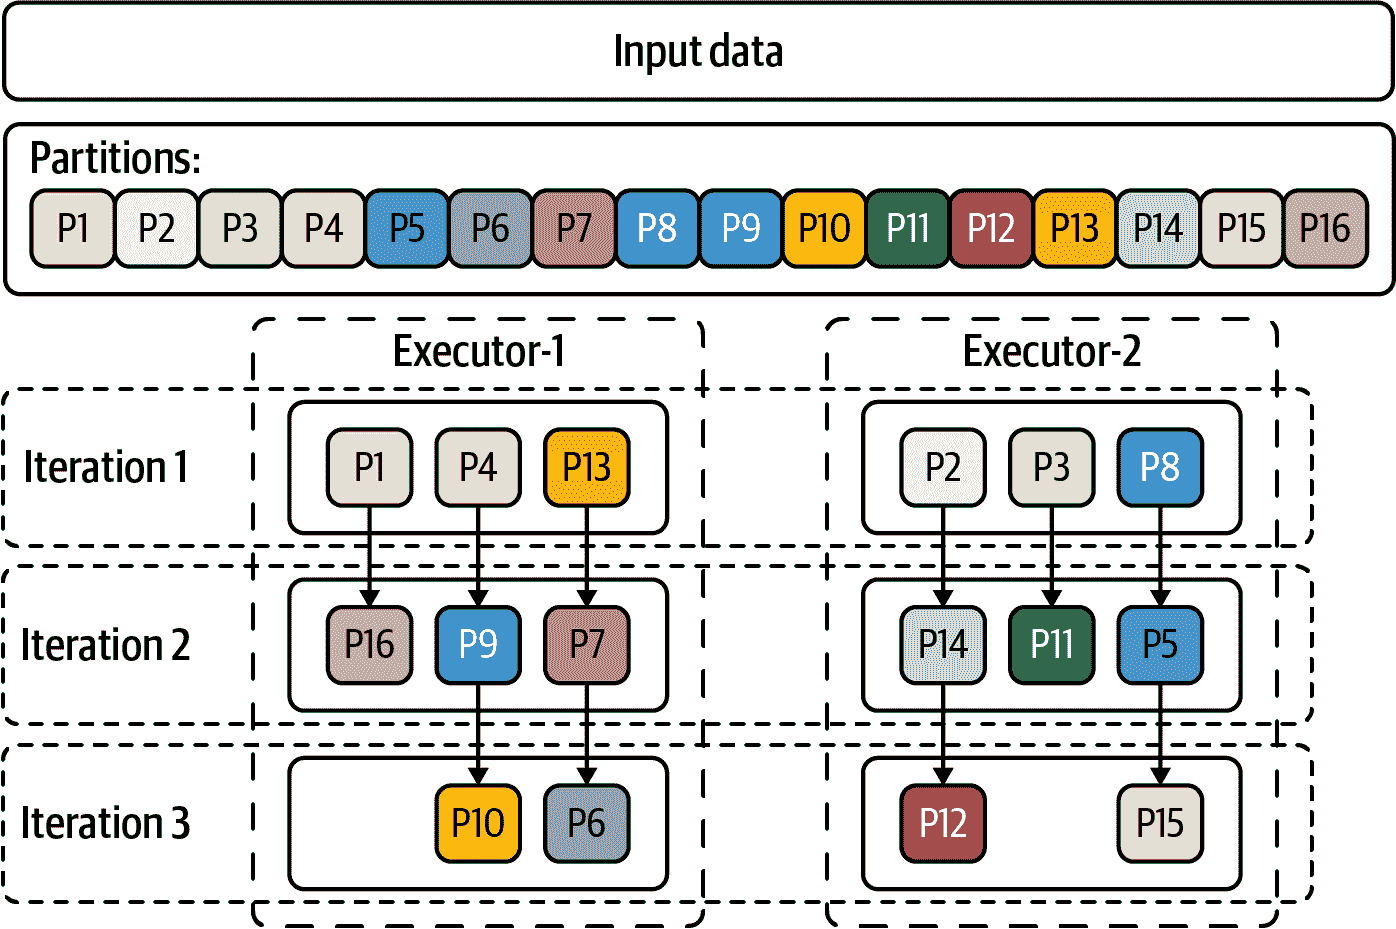 Input data
Partitions:
P1 P2 P3 P4 P5 P6 P7 P8 P9 P10 P11 P12 P13 P14 P15 P16
Executor-1 Executor-2
Iteration 1 P1 P4 P13 P2 P3 P8
Iteration 2 P16 P9 P7 P14 P11 P5
Iteration 3 P10 P6 P12 P15